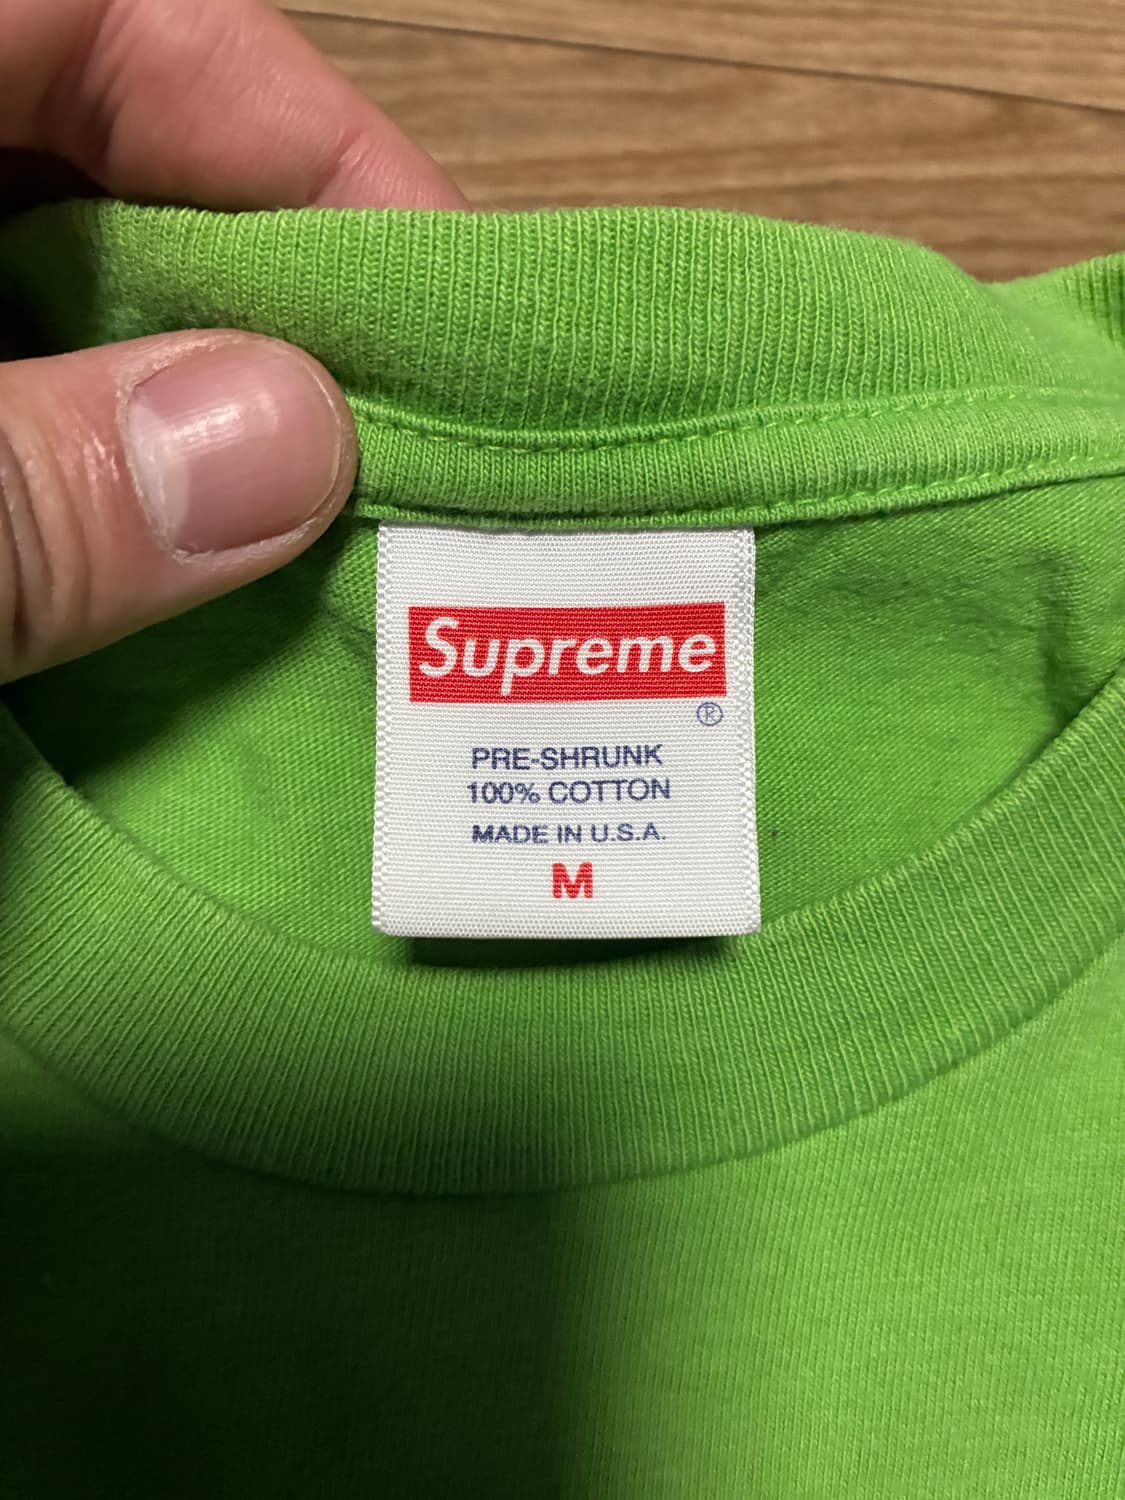 Supreme
®
PRE-SHRUNK
100% COTTON
MADE IN U.S.A.
M